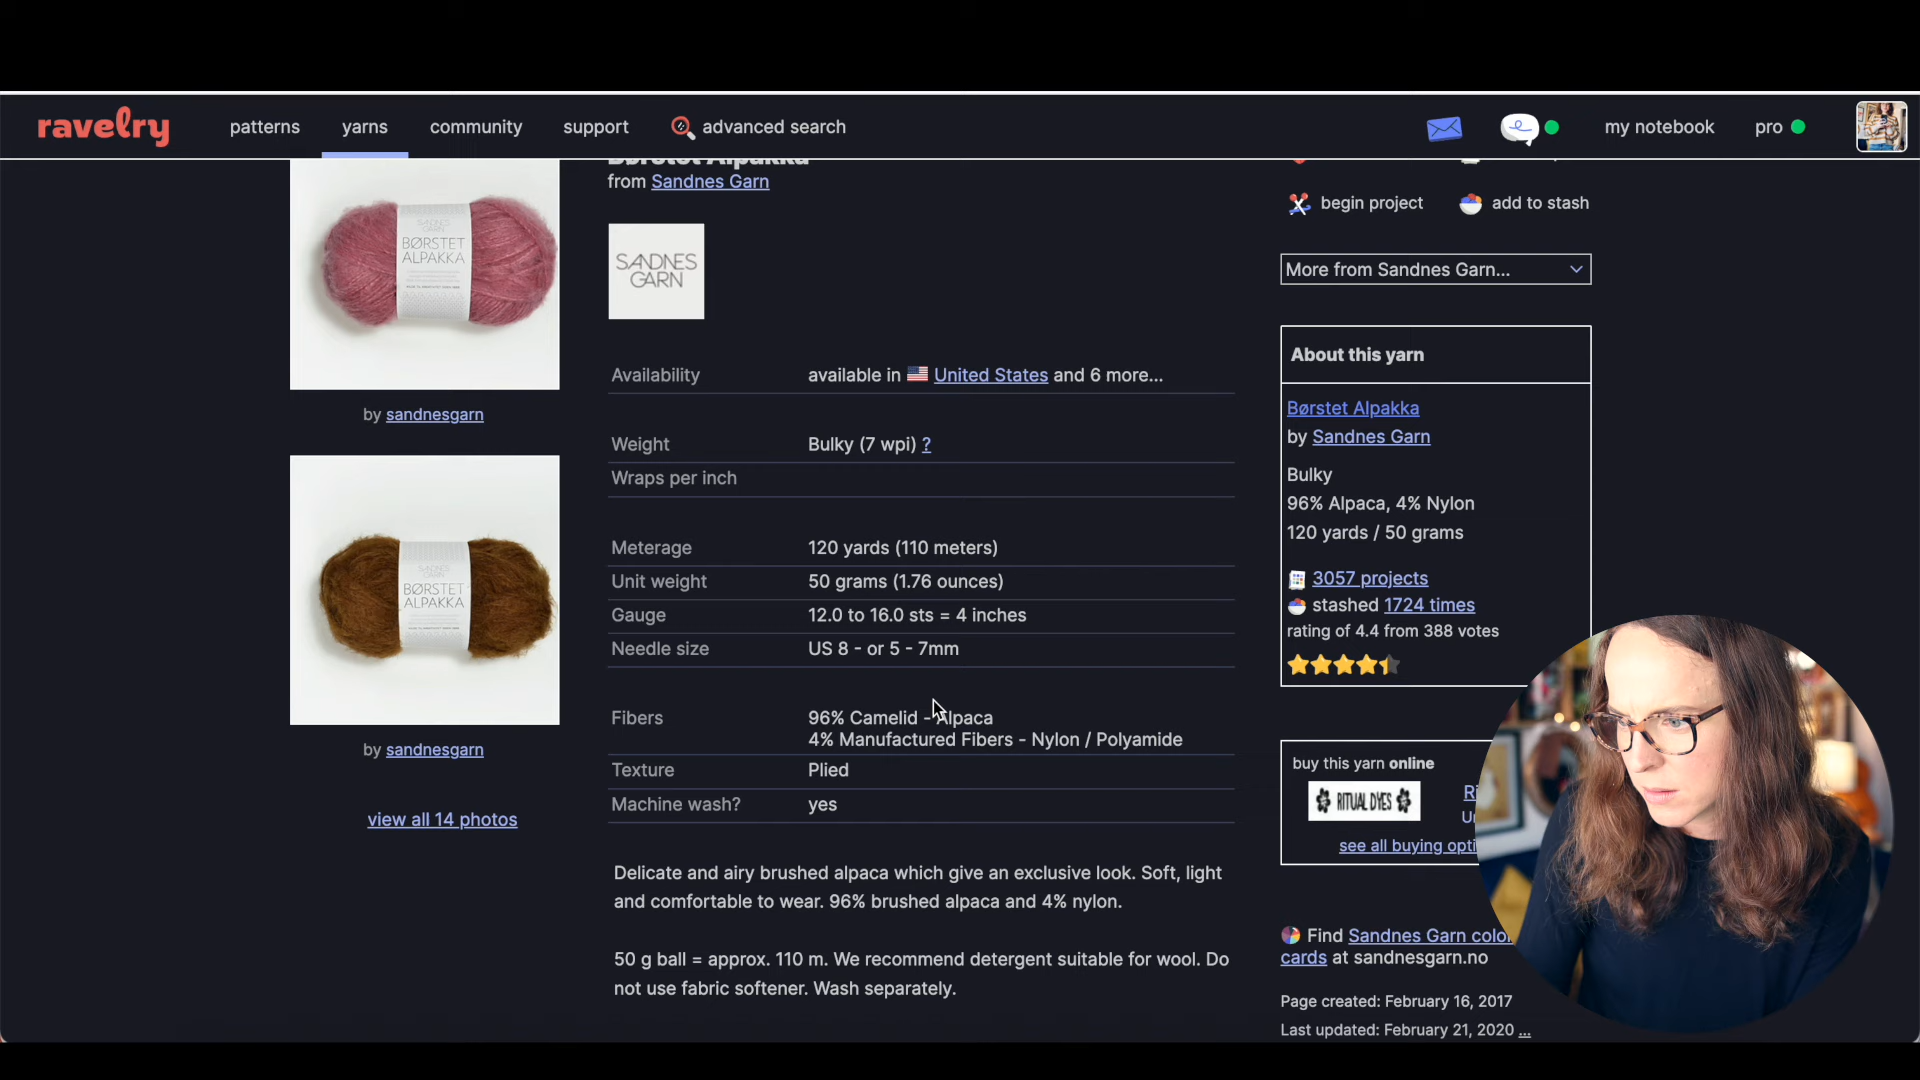 ravelry
patterns
yarns
community
support
advanced search
my notebook
pro
Børstet Alpakka
from Sandnes Garn
SANDNES
GARN
SANDNES
GARN
BØRSTET
ALPAKKA
by sandnesgarn
SANDNES
GARN
BØRSTET
ALPAKKA
by sandnesgarn
view all 14 photos
Availability available in United States and 6 more...
Weight Bulky (7 wpi) ?
Wraps per inch
Meterage 120 yards (110 meters)
Unit weight 50 grams (1.76 ounces)
Gauge 12.0 to 16.0 sts = 4 inches
Needle size US 8 - or 5 - 7mm
Fibers 96% Camelid - Alpaca
4% Manufactured Fibers - Nylon / Polyamide
Texture Plied
Machine wash? yes
Delicate and airy brushed alpaca which give an exclusive look. Soft, light
and comfortable to wear. 96% brushed alpaca and 4% nylon.
50 g ball = approx. 110 m. We recommend detergent suitable for wool. Do
not use fabric softener. Wash separately.
begin project
add to stash
More from Sandnes Garn...
About this yarn
Børstet Alpakka
by Sandnes Garn
Bulky
96% Alpaca, 4% Nylon
120 yards / 50 grams
3057 projects
stashed 1724 times
rating of 4.4 from 388 votes
buy this yarn online
RITUAL DYES
Ri
U
see all buying opti
Find Sandnes Garn color
cards at sandnesgarn.no
Page created: February 16, 2017
Last updated: February 21, 2020 ...